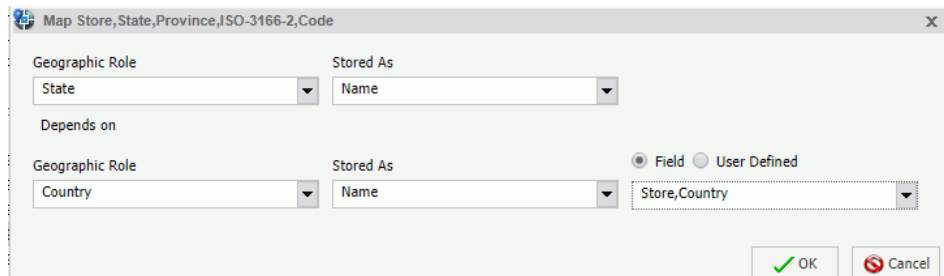 Map Store,State,Province,ISO-3166-2,Code x
Geographic Role Stored As
State Name
Depends on
Geographic Role Stored As Field User Defined
Country Name Store,Country
OK Cancel